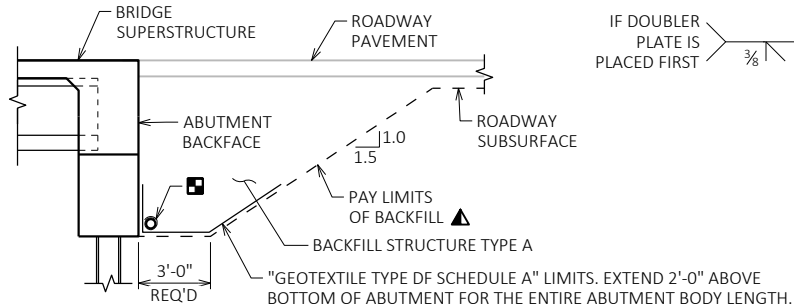 BRIDGE
SUPERSTRUCTURE
ROADWAY
PAVEMENT
IF DOUBLER
PLATE IS
PLACED FIRST
3/8
ABUTMENT
BACKFACE
1.0
1.5
ROADWAY
SUBSURFACE
PAY LIMITS
OF BACKFILL
BACKFILL STRUCTURE TYPE A
3'-0"
REQ'D
"GEOTEXTILE TYPE DF SCHEDULE A" LIMITS. EXTEND 2'-0" ABOVE
BOTTOM OF ABUTMENT FOR THE ENTIRE ABUTMENT BODY LENGTH.